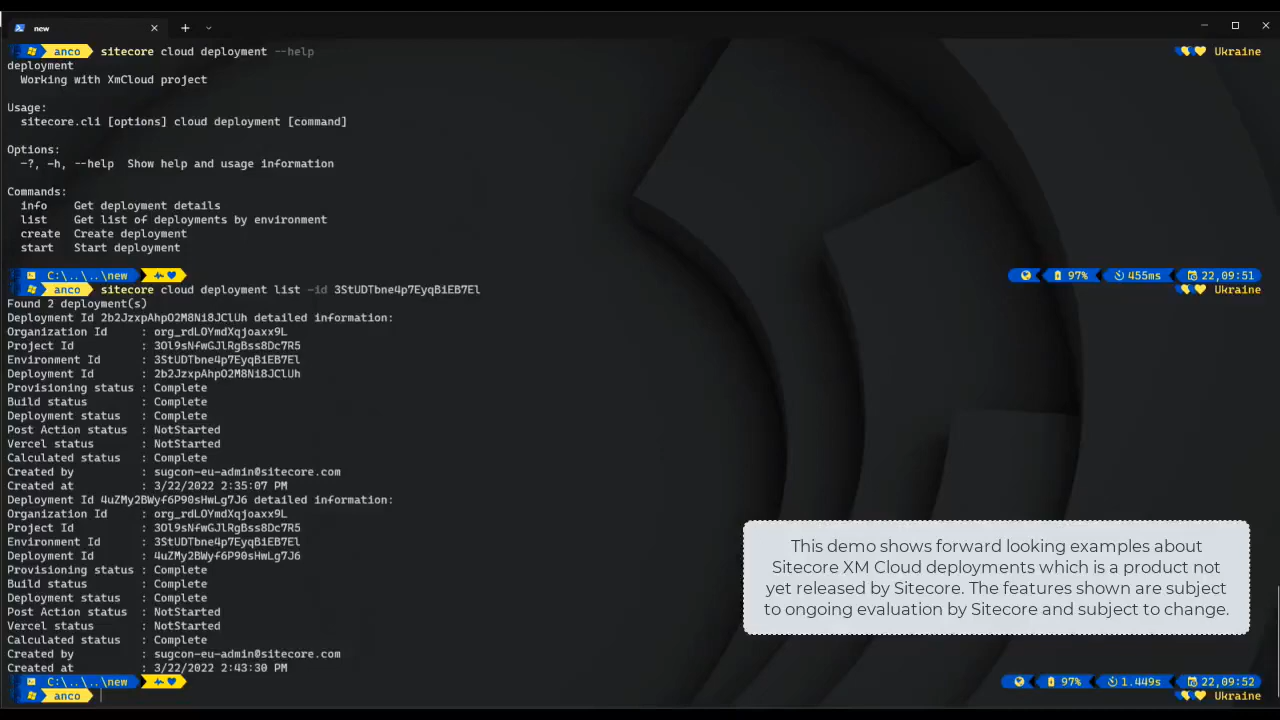 new
anco sitecore cloud deployment --help Ukraine
deployment
Working with XmCloud project
Usage:
sitecore.cli [options] cloud deployment [command]
Options:
-?, -h, --help Show help and usage information
Commands:
info Get deployment details
list Get list of deployments by environment
create Create deployment
start Start deployment
C:\..\..\new 97% 455ms 22,09:51
anco sitecore cloud deployment list -id 3StUDTbne4p7EyqBiEB7El Ukraine
Found 2 deployment(s)
Deployment Id 2b2JzxpAhpO2M8Ni8JClUh detailed information:
Organization Id : org_rdLOYmdXqjoaxx9L
Project Id : 3Ol9sNfwGJlRgBss8Dc7R5
Environment Id : 3StUDTbne4p7EyqBiEB7El
Deployment Id : 2b2JzxpAhpO2M8Ni8JClUh
Provisioning status : Complete
Build status : Complete
Deployment status : Complete
Post Action status : NotStarted
Vercel status : NotStarted
Calculated status : Complete
Created by : sugcon-eu-admin@sitecore.com
Created at : 3/22/2022 2:35:07 PM
Deployment Id 4uZMy2BWyf6P90sHwLg7J6 detailed information:
Organization Id : org_rdLOYmdXqjoaxx9L
Project Id : 3Ol9sNfwGJlRgBss8Dc7R5
Environment Id : 3StUDTbne4p7EyqBiEB7El
Deployment Id : 4uZMy2BWyf6P90sHwLg7J6
Provisioning status : Complete
Build status : Complete
Deployment status : Complete
Post Action status : NotStarted
Vercel status : NotStarted
Calculated status : Complete
Created by : sugcon-eu-admin@sitecore.com
Created at : 3/22/2022 2:43:30 PM
C:\..\..\new 97% 1.449s 22,09:52
anco Ukraine
This demo shows forward looking examples about
Sitecore XM Cloud deployments which is a product not
yet released by Sitecore. The features shown are subject
to ongoing evaluation by Sitecore and subject to change.